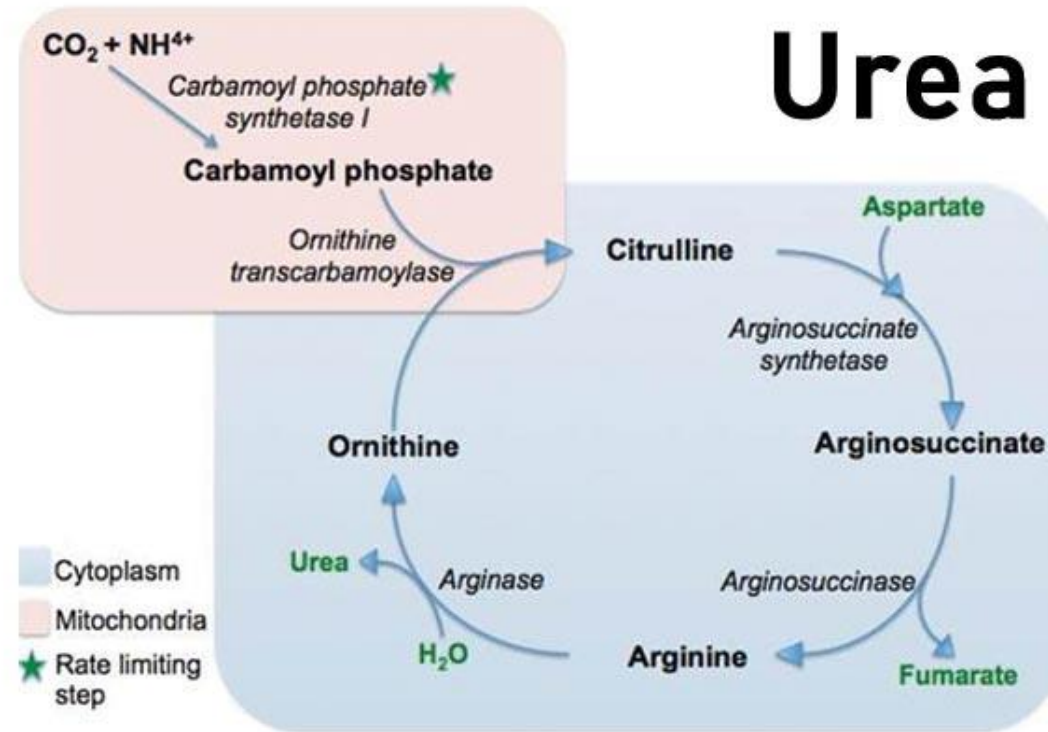 Urea
CO₂ + NH⁴⁺
Carbamoyl phosphate
synthetase I
Carbamoyl phosphate
Ornithine
transcarbamoylase
Citrulline
Aspartate
Arginosuccinate
synthetase
Arginosuccinate
Ornithine
Urea
Arginase
H₂O
Arginosuccinase
Arginine
Fumarate
Cytoplasm
Mitochondria
Rate limiting
step